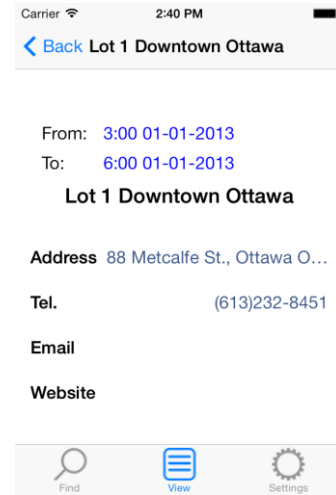 Carrier 2:40 PM
Back Lot 1 Downtown Ottawa
From: 3:00 01-01-2013
To: 6:00 01-01-2013
Lot 1 Downtown Ottawa
Address 88 Metcalfe St., Ottawa O...
Tel. (613)232-8451
Email
Website
Find View Settings